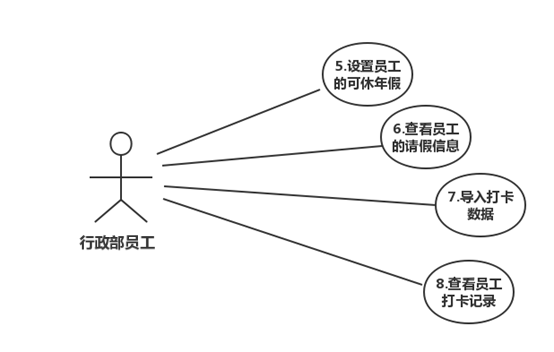 5.设置员工
的可休年假
6.查看员工
的请假信息
7.导入打卡
数据
行政部员工
8.查看员工
打卡记录